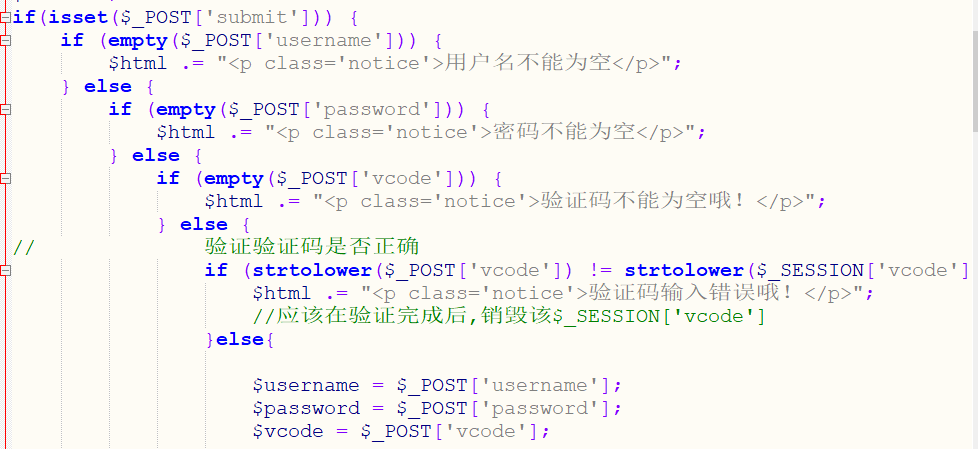 if(isset($_POST['submit'])) {
    if (empty($_POST['username'])) {
        $html .= "<p class='notice'>用户名不能为空</p>";
    } else {
        if (empty($_POST['password'])) {
            $html .= "<p class='notice'>密码不能为空</p>";
        } else {
            if (empty($_POST['vcode'])) {
                $html .= "<p class='notice'>验证码不能为空哦！</p>";
            } else {
//              验证验证码是否正确
                if (strtolower($_POST['vcode']) != strtolower($_SESSION['vcode']
                    $html .= "<p class='notice'>验证码输入错误哦！</p>";
                    //应该在验证完成后,销毁该$_SESSION['vcode']
                }else{
                    $username = $_POST['username'];
                    $password = $_POST['password'];
                    $vcode = $_POST['vcode'];